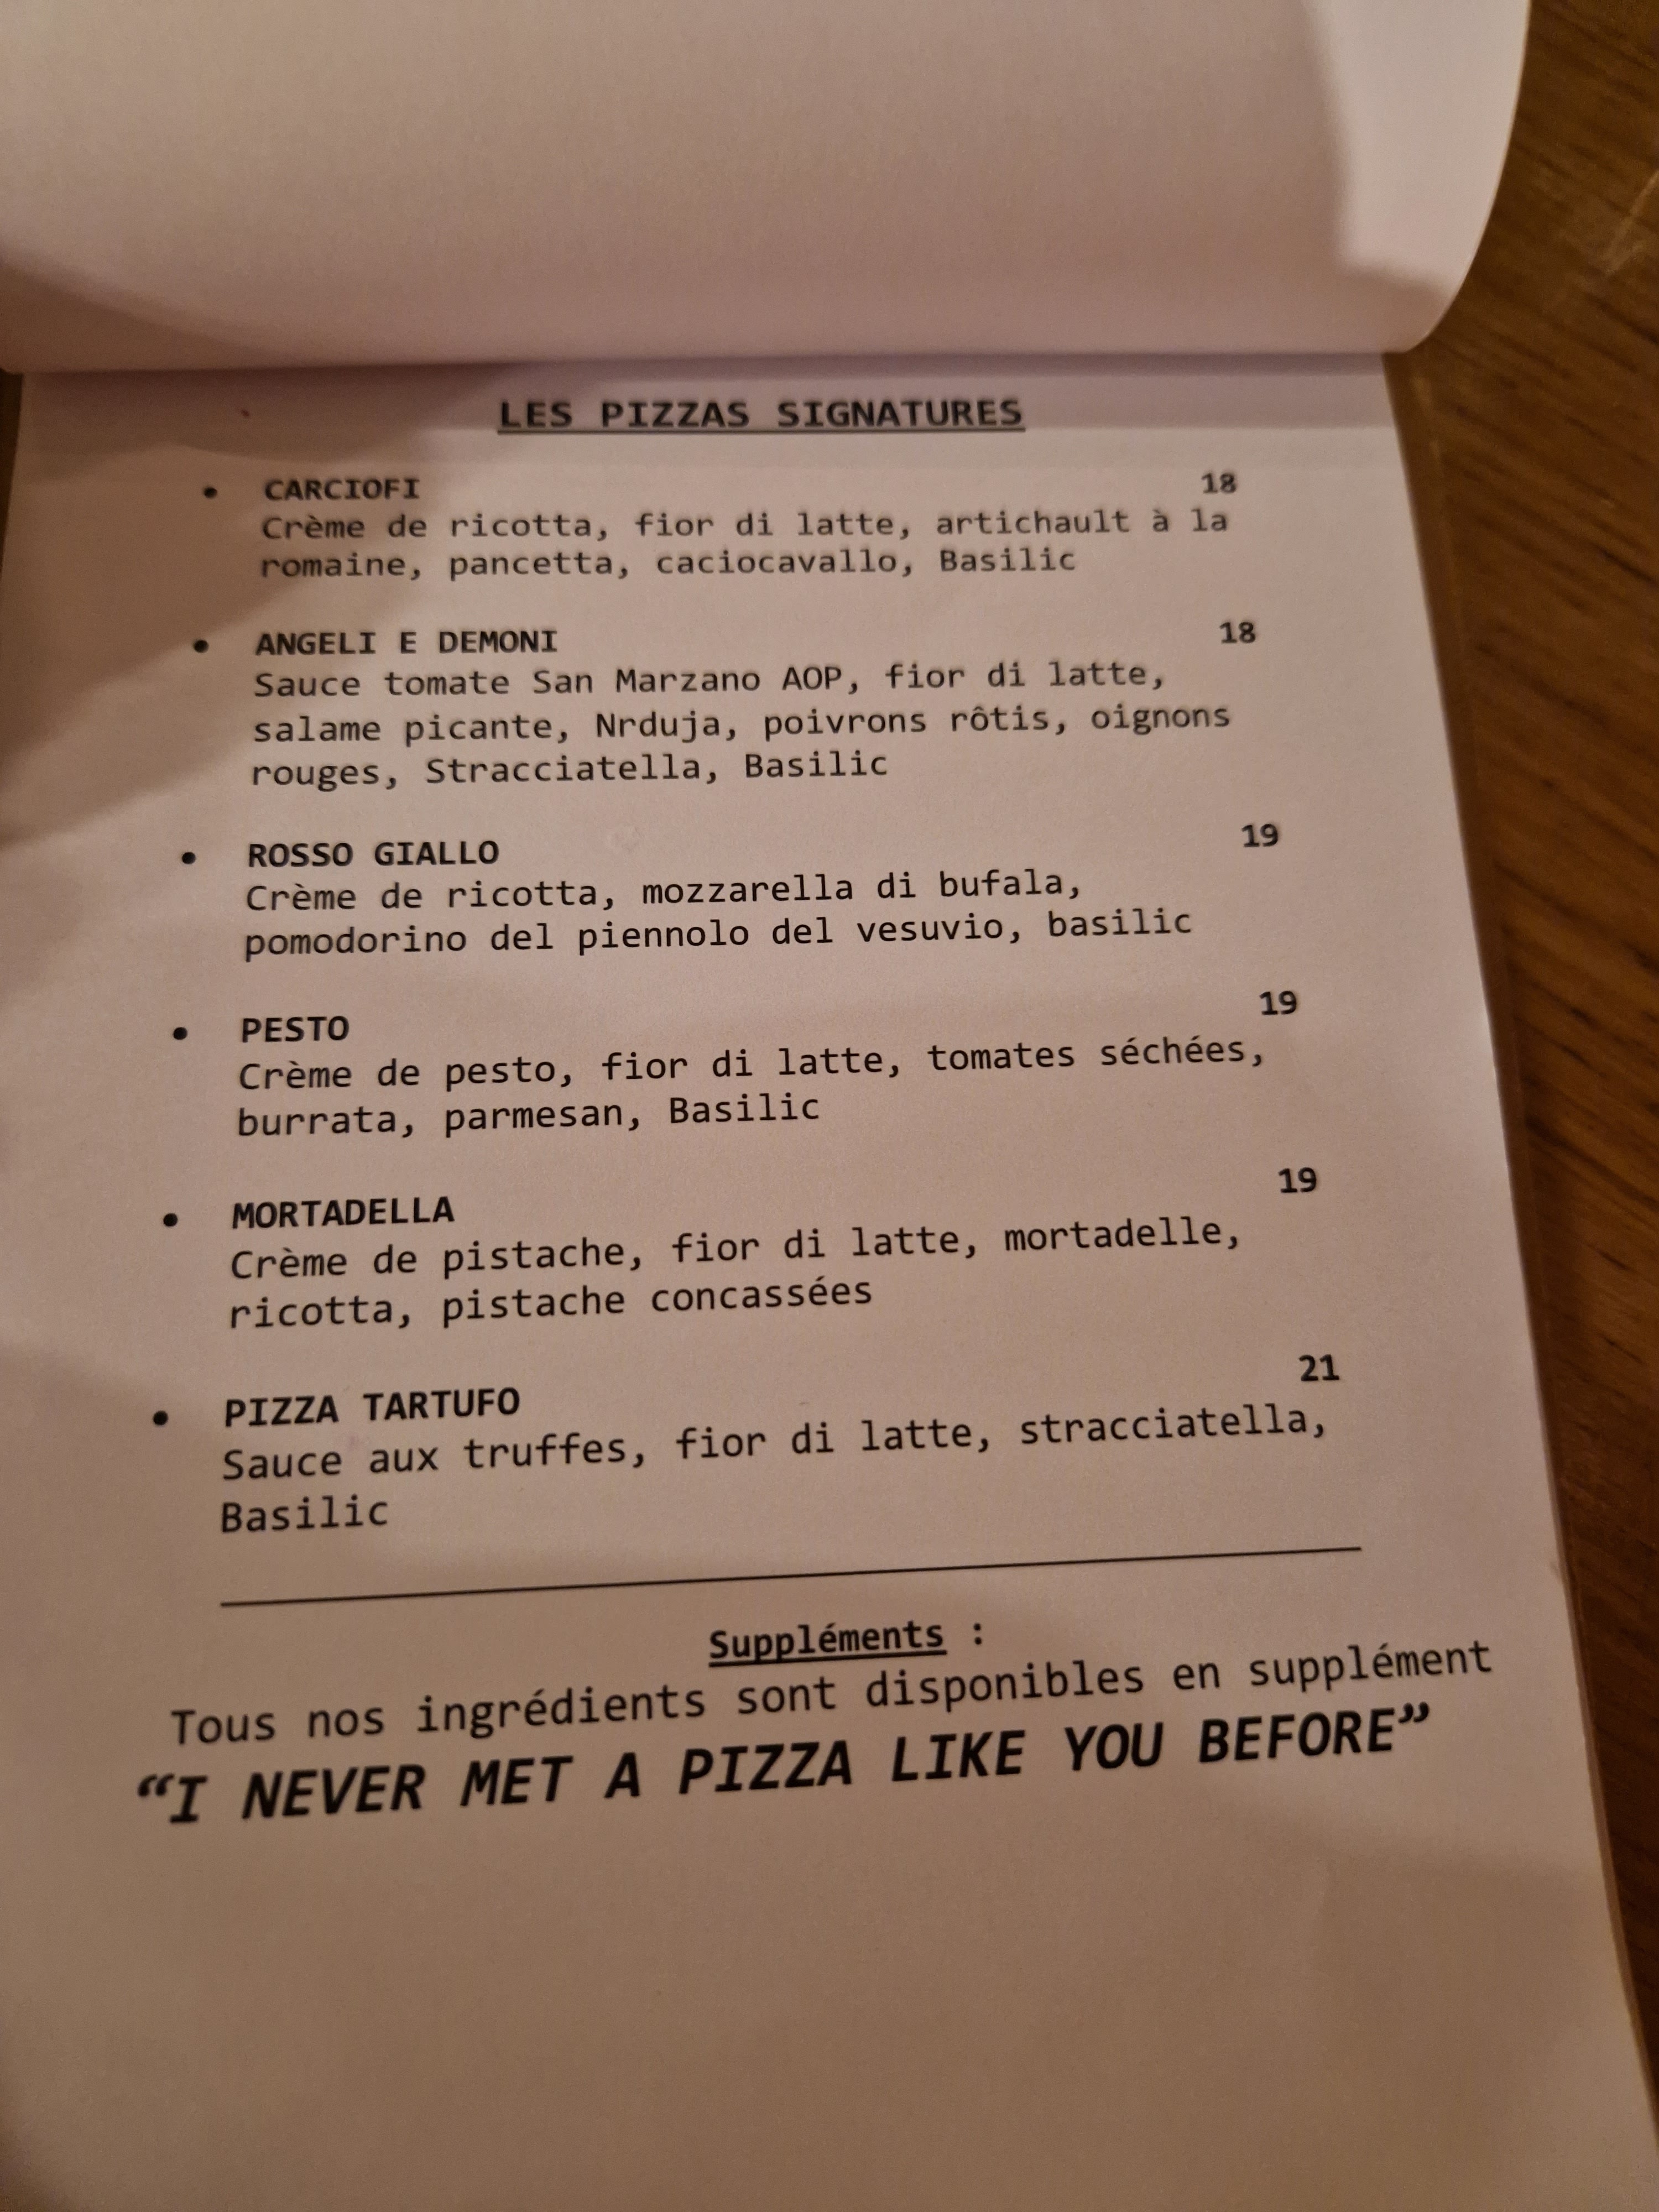 LES PIZZAS SIGNATURES
• CARCIOFI 18
Crème de ricotta, fior di latte, artichault à la
romaine, pancetta, caciocavallo, Basilic
• ANGELI E DEMONI 18
Sauce tomate San Marzano AOP, fior di latte,
salame picante, Nrduja, poivrons rôtis, oignons
rouges, Stracciatella, Basilic
• ROSSO GIALLO 19
Crème de ricotta, mozzarella di bufala,
pomodorino del piennolo del vesuvio, basilic
• PESTO 19
Crème de pesto, fior di latte, tomates séchées,
burrata, parmesan, Basilic
• MORTADELLA 19
Crème de pistache, fior di latte, mortadelle,
ricotta, pistache concassées
• PIZZA TARTUFO 21
Sauce aux truffes, fior di latte, stracciatella,
Basilic
Suppléments :
Tous nos ingrédients sont disponibles en supplément
“I NEVER MET A PIZZA LIKE YOU BEFORE”